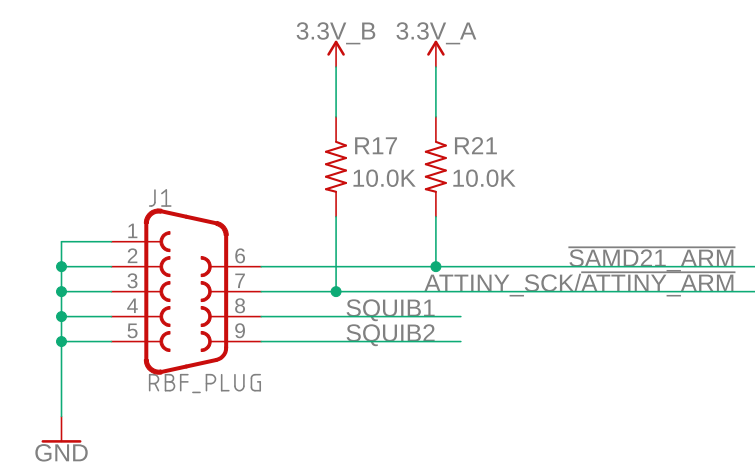 3.3V_B 3.3V_A
R17 R21
10.0K 10.0K
J1
1
2 6 SAMD21_ARM
3 7 ATTINY_SCK/ATTINY_ARM
4 8 SQUIB1
5 9 SQUIB2
RBF_PLUG
GND